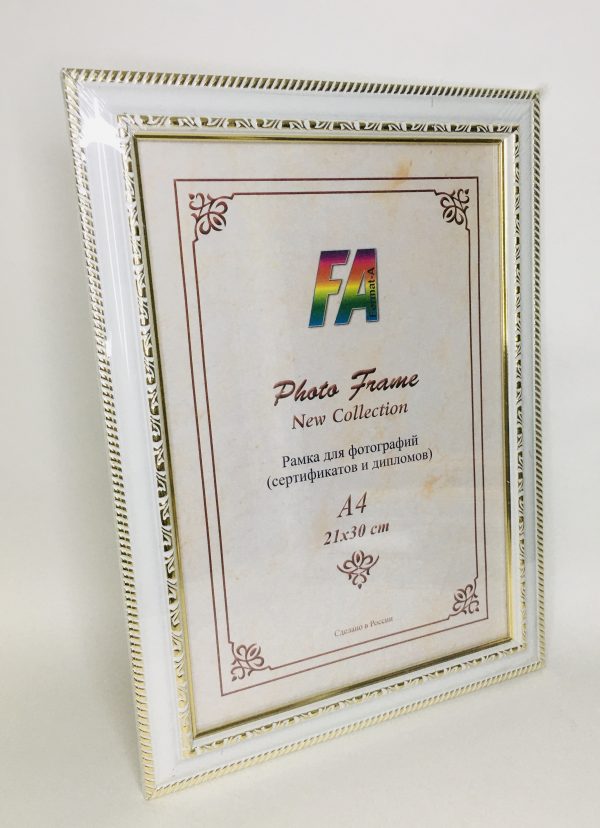 FA
Format-A
Photo Frame
New Collection
Рамка для фотографий
(сертификатов и дипломов)
A4
21x30 cm
Сделано в России